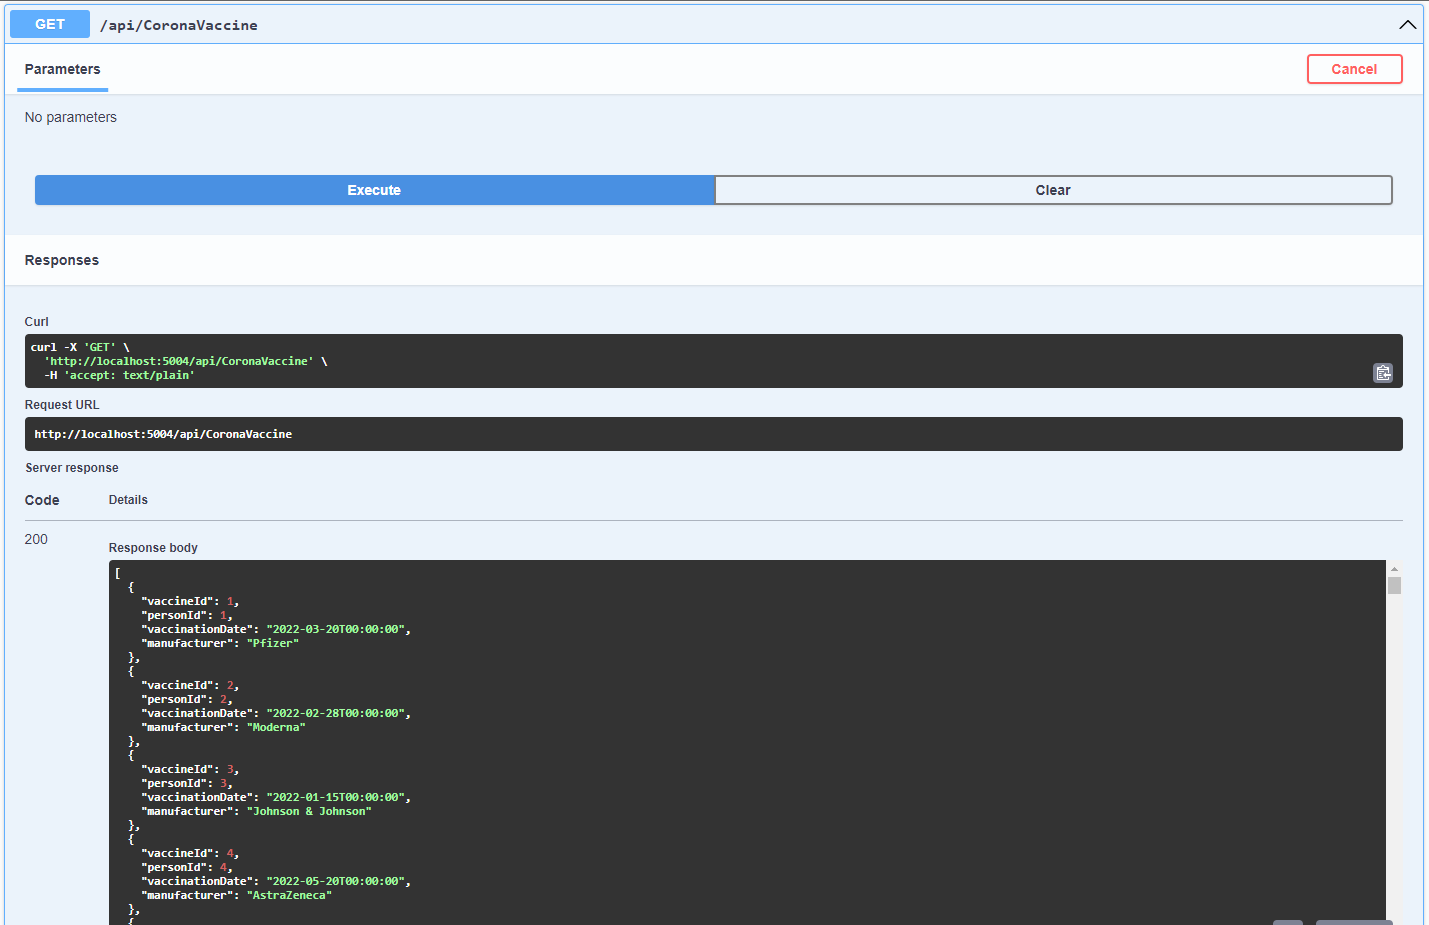 GET /api/CoronaVaccine
Parameters
Cancel
No parameters
Execute
Clear
Responses
Curl
curl -X 'GET' \
  'http://localhost:5004/api/CoronaVaccine' \
  -H 'accept: text/plain'
Request URL
http://localhost:5004/api/CoronaVaccine
Server response
Code Details
200
Response body
[
  {
    "vaccineId": 1,
    "personId": 1,
    "vaccinationDate": "2022-03-20T00:00:00",
    "manufacturer": "Pfizer"
  },
  {
    "vaccineId": 2,
    "personId": 2,
    "vaccinationDate": "2022-02-28T00:00:00",
    "manufacturer": "Moderna"
  },
  {
    "vaccineId": 3,
    "personId": 3,
    "vaccinationDate": "2022-01-15T00:00:00",
    "manufacturer": "Johnson & Johnson"
  },
  {
    "vaccineId": 4,
    "personId": 4,
    "vaccinationDate": "2022-05-20T00:00:00",
    "manufacturer": "AstraZeneca"
  },
  {